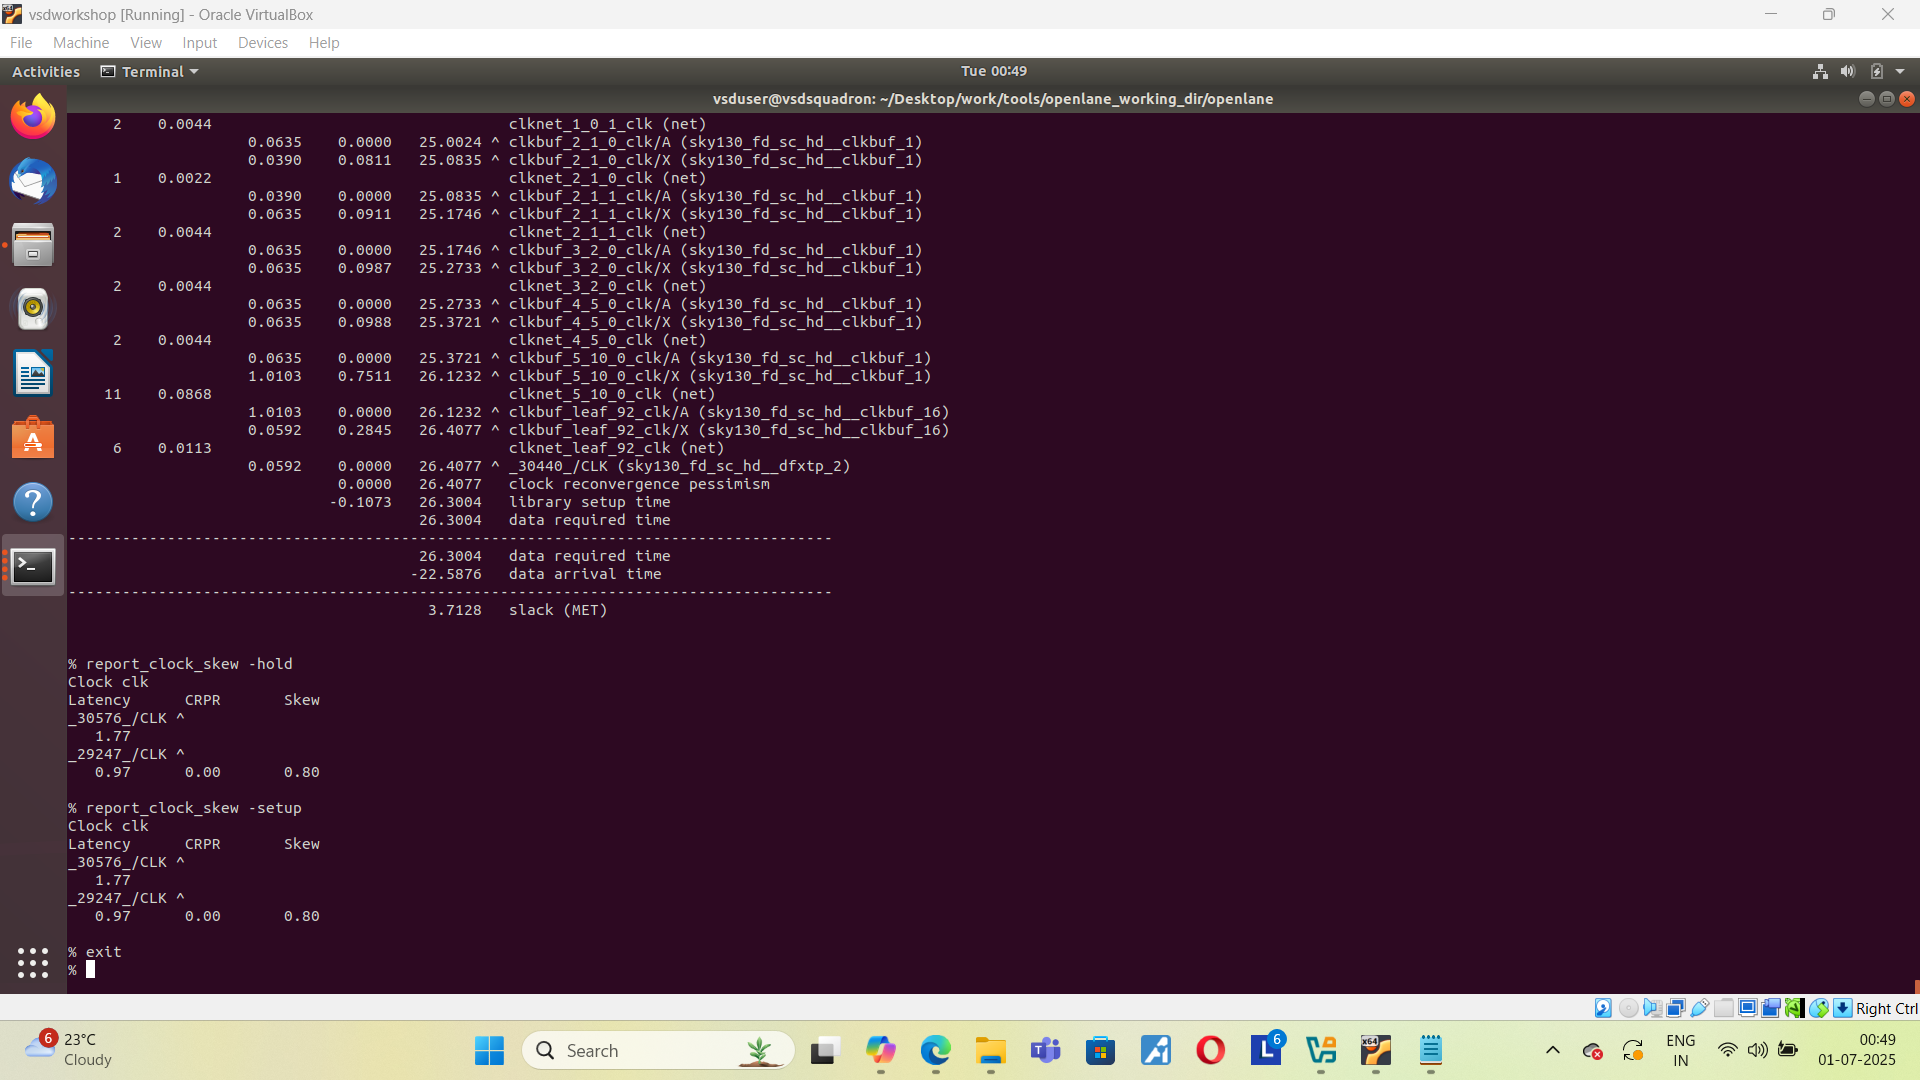 vsdworkshop [Running] - Oracle VirtualBox
File Machine View Input Devices Help
Activities Terminal Tue 00:49
vsduser@vsdsquadron: ~/Desktop/work/tools/openlane_working_dir/openlane
2 0.0044 clknet_1_0_1_clk (net)
0.0635 0.0000 25.0024 ^ clkbuf_2_1_0_clk/A (sky130_fd_sc_hd__clkbuf_1)
0.0390 0.0811 25.0835 ^ clkbuf_2_1_0_clk/X (sky130_fd_sc_hd__clkbuf_1)
1 0.0022 clknet_2_1_0_clk (net)
0.0390 0.0000 25.0835 ^ clkbuf_2_1_1_clk/A (sky130_fd_sc_hd__clkbuf_1)
0.0635 0.0911 25.1746 ^ clkbuf_2_1_1_clk/X (sky130_fd_sc_hd__clkbuf_1)
2 0.0044 clknet_2_1_1_clk (net)
0.0635 0.0000 25.1746 ^ clkbuf_3_2_0_clk/A (sky130_fd_sc_hd__clkbuf_1)
0.0635 0.0987 25.2733 ^ clkbuf_3_2_0_clk/X (sky130_fd_sc_hd__clkbuf_1)
2 0.0044 clknet_3_2_0_clk (net)
0.0635 0.0000 25.2733 ^ clkbuf_4_5_0_clk/A (sky130_fd_sc_hd__clkbuf_1)
0.0635 0.0988 25.3721 ^ clkbuf_4_5_0_clk/X (sky130_fd_sc_hd__clkbuf_1)
2 0.0044 clknet_4_5_0_clk (net)
0.0635 0.0000 25.3721 ^ clkbuf_5_10_0_clk/A (sky130_fd_sc_hd__clkbuf_1)
1.0103 0.7511 26.1232 ^ clkbuf_5_10_0_clk/X (sky130_fd_sc_hd__clkbuf_1)
11 0.0868 clknet_5_10_0_clk (net)
1.0103 0.0000 26.1232 ^ clkbuf_leaf_92_clk/A (sky130_fd_sc_hd__clkbuf_16)
0.0592 0.2845 26.4077 ^ clkbuf_leaf_92_clk/X (sky130_fd_sc_hd__clkbuf_16)
6 0.0113 clknet_leaf_92_clk (net)
0.0592 0.0000 26.4077 ^ _30440_/CLK (sky130_fd_sc_hd__dfxtp_2)
0.0000 26.4077 clock reconvergence pessimism
-0.1073 26.3004 library setup time
26.3004 data required time
-------------------------------------------------------------------------------------
26.3004 data required time
-22.5876 data arrival time
-------------------------------------------------------------------------------------
3.7128 slack (MET)
% report_clock_skew -hold
Clock clk
Latency CRPR Skew
_30576_/CLK ^
1.77
_29247_/CLK ^
0.97 0.00 0.80
% report_clock_skew -setup
Clock clk
Latency CRPR Skew
_30576_/CLK ^
1.77
_29247_/CLK ^
0.97 0.00 0.80
% exit
%
Right Ctrl
6 23°C
Cloudy
Search
6
ENG
IN
00:49
01-07-2025